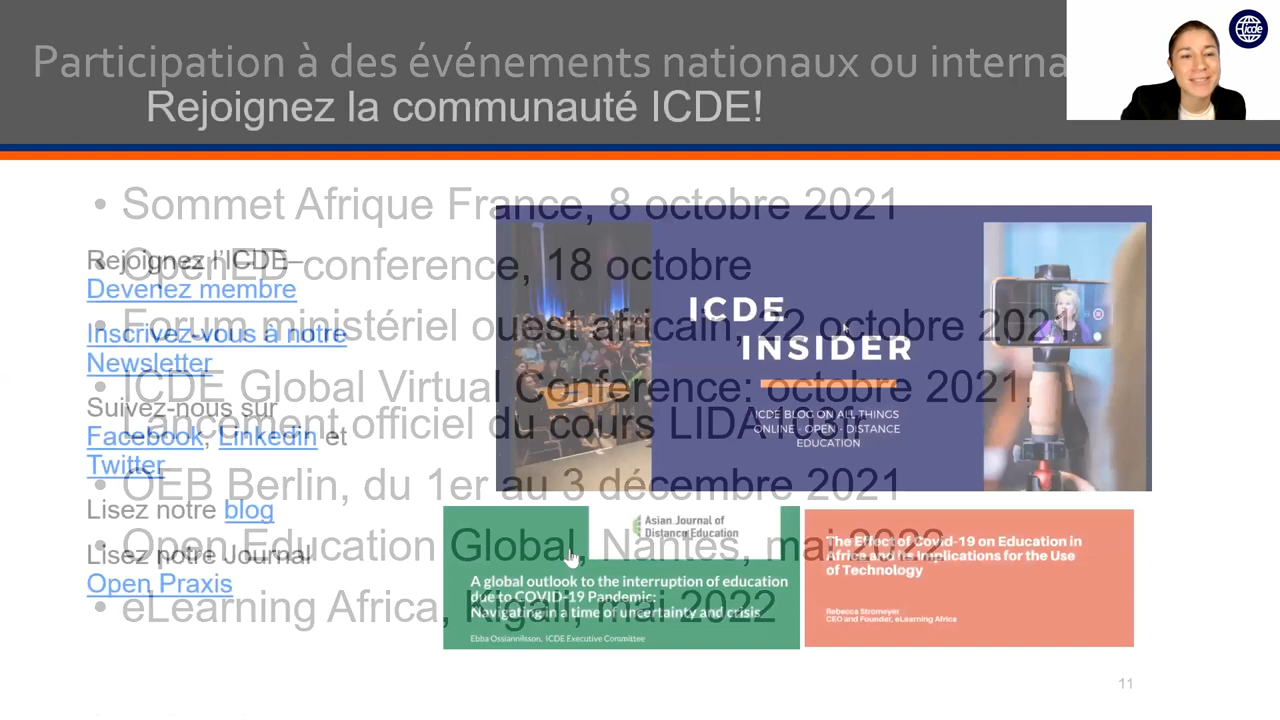 Participation à des événements nationaux ou interna
Rejoignez la communauté ICDE!
icde
• Sommet Afrique France, 8 octobre 2021
• OpenED conference, 18 octobre
• Forum ministériel ouest africain, 22 octobre 2021
• ICDE Global Virtual Conference: octobre 2021,
Lancement officiel du cours LIDA
• OEB Berlin, du 1er au 3 décembre 2021
• Open Education Global, Nantes, mai 2022
• eLearning Africa, Kigali, mai 2022
Rejoignez l'ICDE–
Devenez membre
Inscrivez-vous à notre
Newsletter
Suivez-nous sur
Facebook, Linkedin et
Twitter
Lisez notre blog
Lisez notre Journal
Open Praxis
ICDE
INSIDER
ICDE BLOG ON ALL THINGS
ONLINE - OPEN - DISTANCE
EDUCATION
Asian Journal of
Distance Education
A global outlook to the interruption of education
due to COVID-19 Pandemic:
Navigating in a time of uncertainty and crisis
Ebba Ossiannilsson, ICDE Executive Committee
The Effect of Covid-19 on Education in
Africa and its Implications for the Use
of Technology
Rebecca Stromeyer
CEO and Founder, eLearning Africa
11